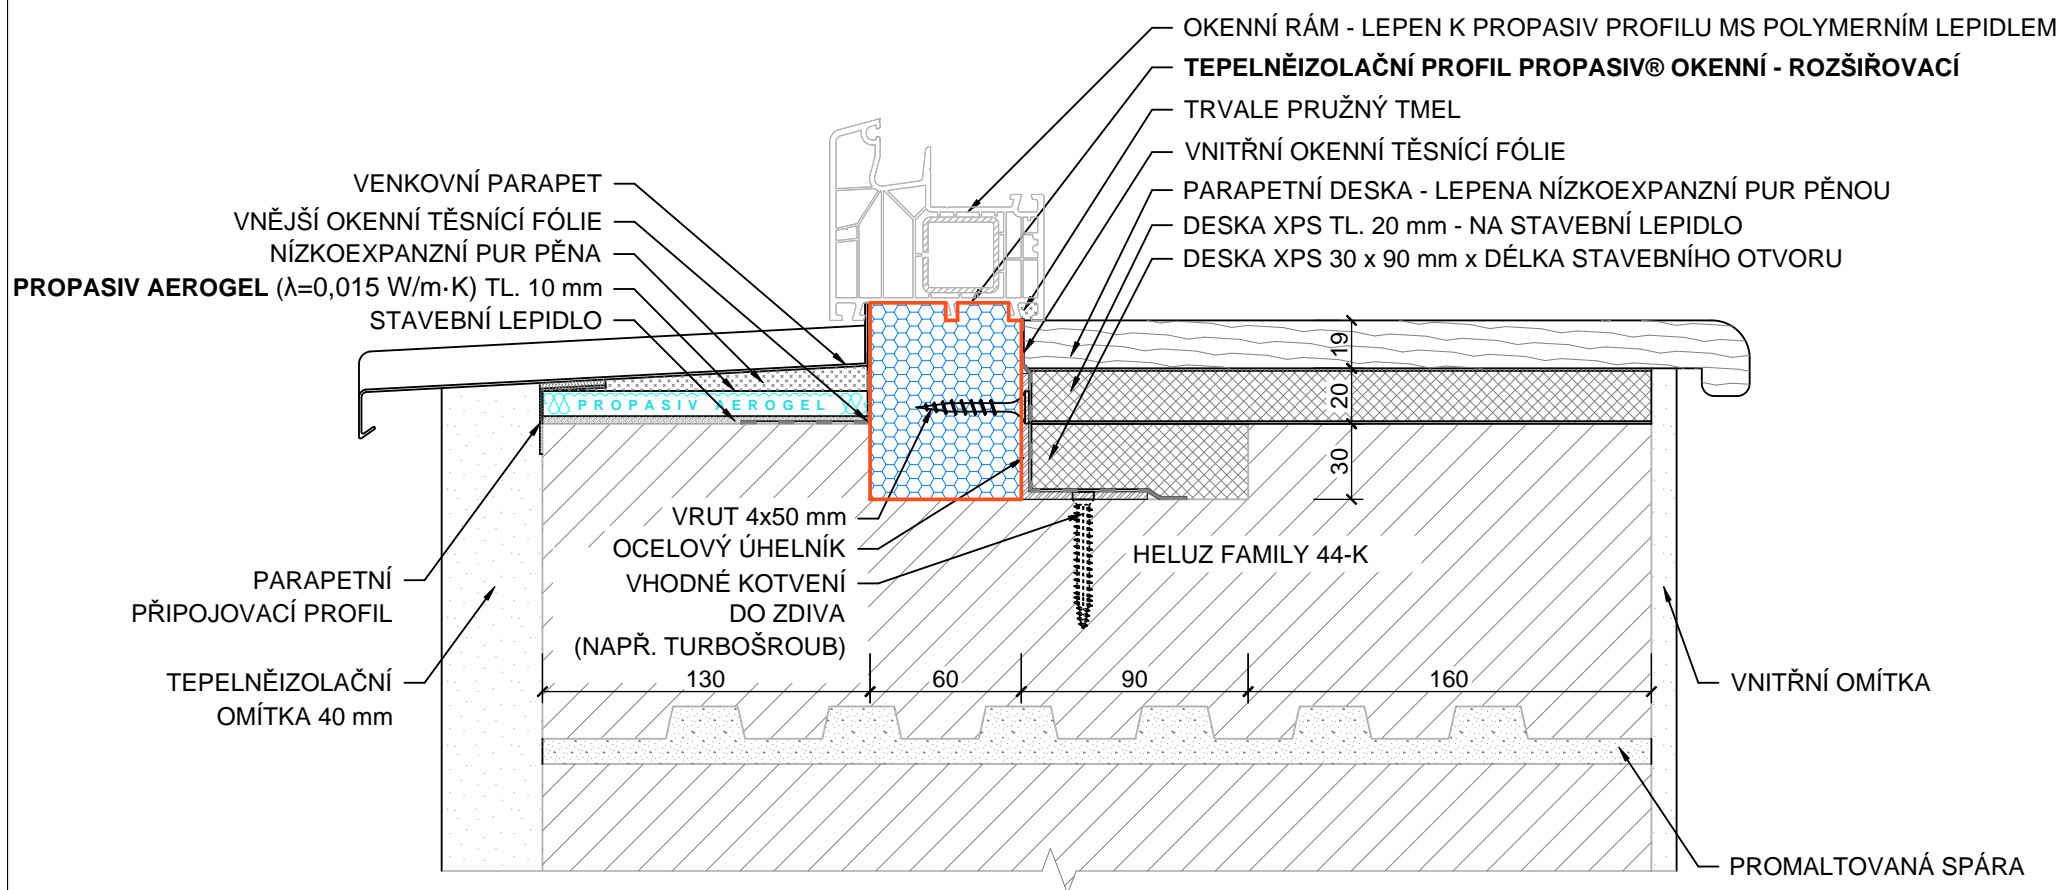 OKENNÍ RÁM - LEPEN K PROPASIV PROFILU MS POLYMERNÍM LEPIDLEM
TEPELNĚIZOLAČNÍ PROFIL PROPASIV® OKENNÍ - ROZŠIŘOVACÍ
TRVALE PRUŽNÝ TMEL
VNITŘNÍ OKENNÍ TĚSNÍCÍ FÓLIE
PARAPETNÍ DESKA - LEPENA NÍZKOEXPANZNÍ PUR PĚNOU
DESKA XPS TL. 20 mm - NA STAVEBNÍ LEPIDLO
DESKA XPS 30 x 90 mm x DÉLKA STAVEBNÍHO OTVORU
VENKOVNÍ PARAPET
VNĚJŠÍ OKENNÍ TĚSNÍCÍ FÓLIE
NÍZKOEXPANZNÍ PUR PĚNA
PROPASIV AEROGEL (λ=0,015 W/m·K) TL. 10 mm
STAVEBNÍ LEPIDLO
PROPASIV AEROGEL
19
20
30
VRUT 4x50 mm
OCELOVÝ ÚHELNÍK
VHODNÉ KOTVENÍ
DO ZDIVA
(NAPŘ. TURBOŠROUB)
HELUZ FAMILY 44-K
PARAPETNÍ
PŘIPOJOVACÍ PROFIL
TEPELNĚIZOLAČNÍ
OMÍTKA 40 mm
130
60
90
160
VNITŘNÍ OMÍTKA
PROMALTOVANÁ SPÁRA